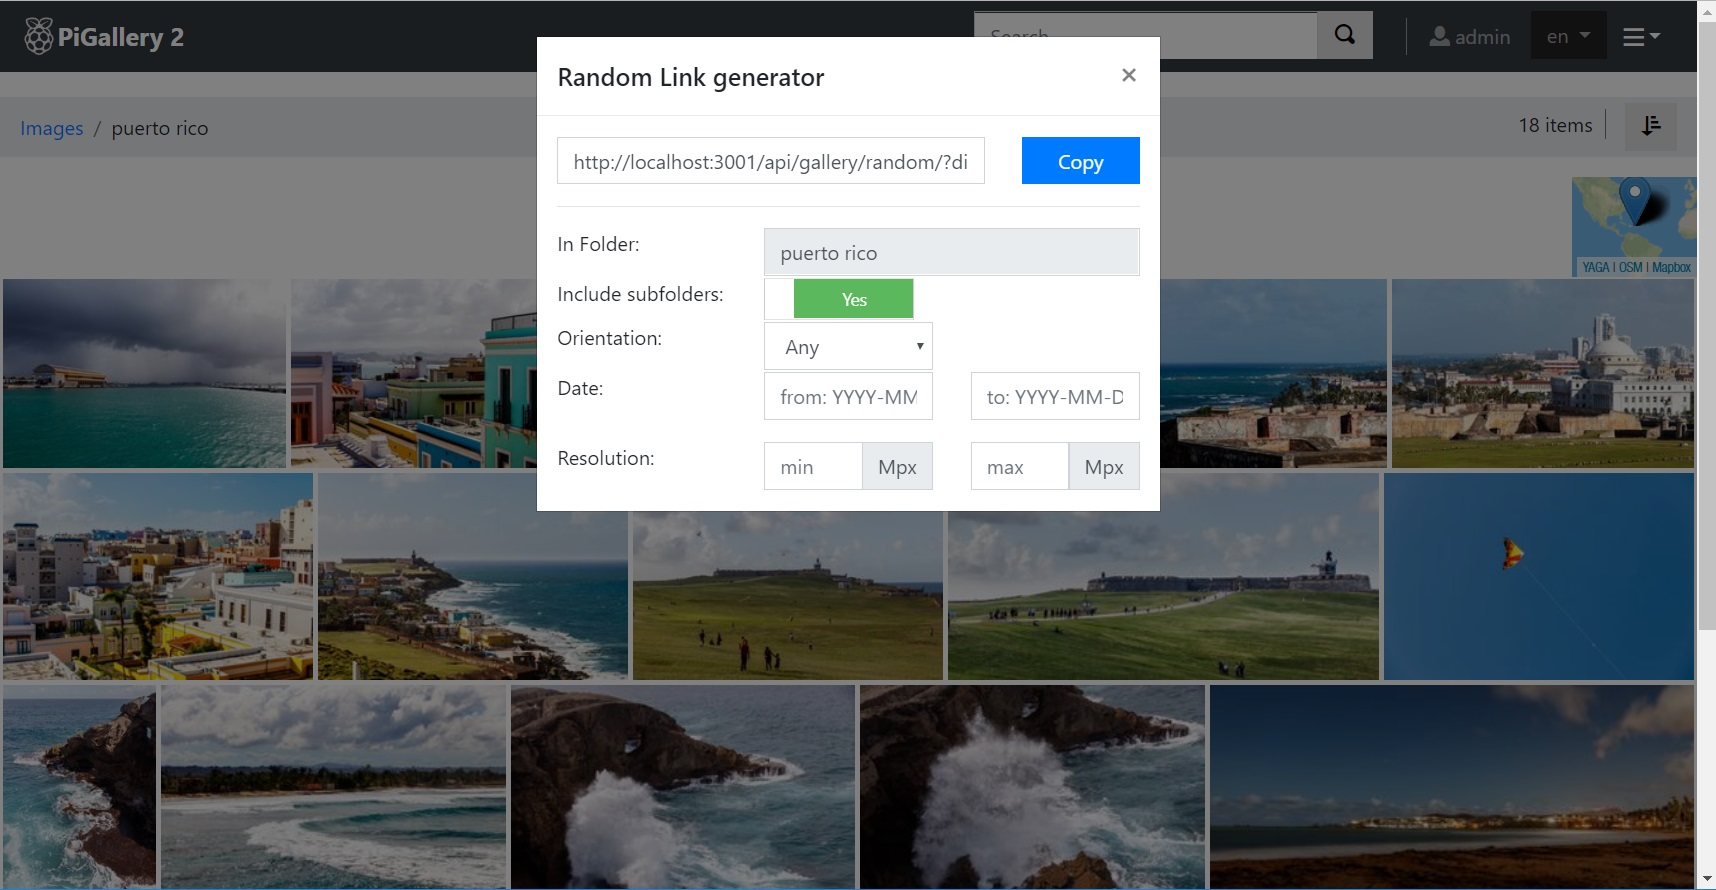 PiGallery 2
Search
admin
en
Random Link generator
×
Images / puerto rico
18 items
http://localhost:3001/api/gallery/random/?di
Copy
In Folder:
puerto rico
Include subfolders:
Yes
Orientation:
Any
Date:
from: YYYY-MM
to: YYYY-MM-D
Resolution:
min
Mpx
max
Mpx
YAGA | OSM | Mapbox